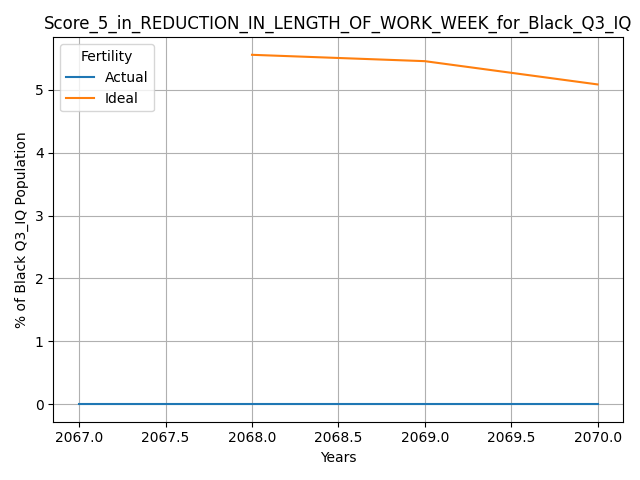 Score_5_in_REDUCTION_IN_LENGTH_OF_WORK_WEEK_for_Black_Q3_IQ
Fertility
Actual
Ideal
% of Black Q3_IQ Population
5
4
3
2
1
0
2067.0 2067.5 2068.0 2068.5 2069.0 2069.5 2070.0
Years